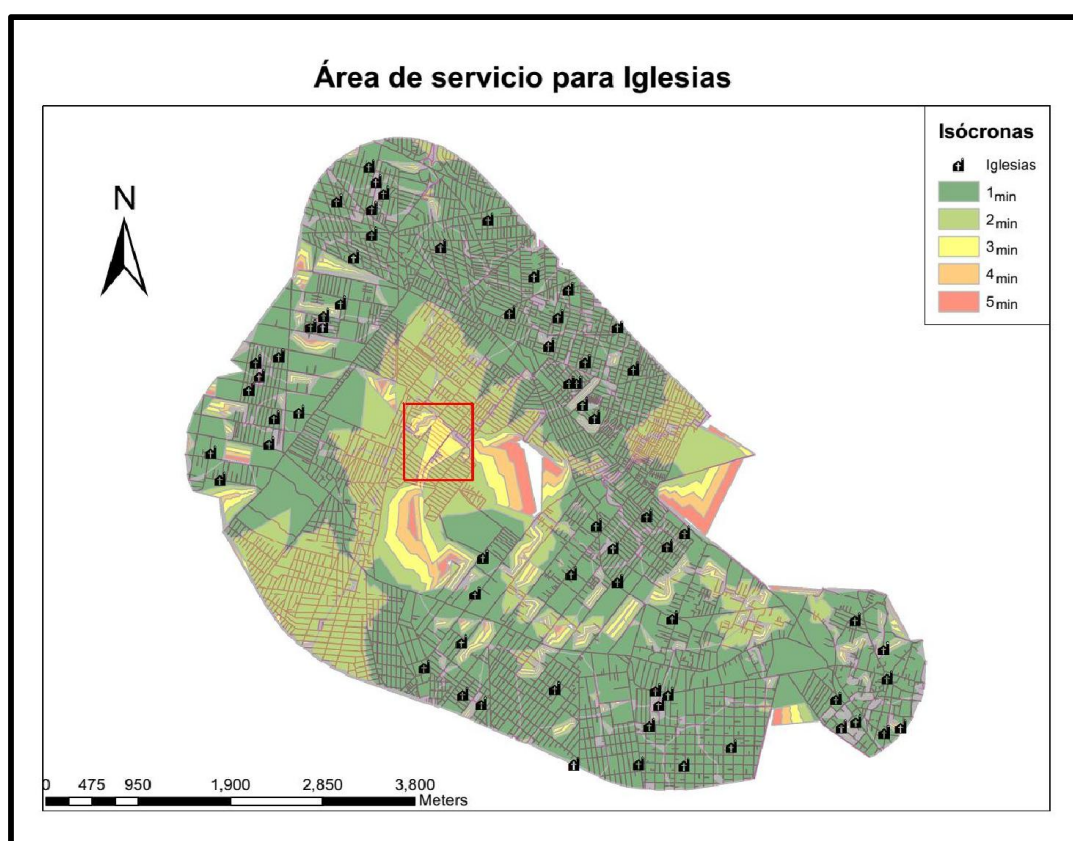 Área de servicio para Iglesias
Isócronas
Iglesias
1min
2min
3min
4min
5min
N
0 475 950 1,900 2,850 3,800
Meters